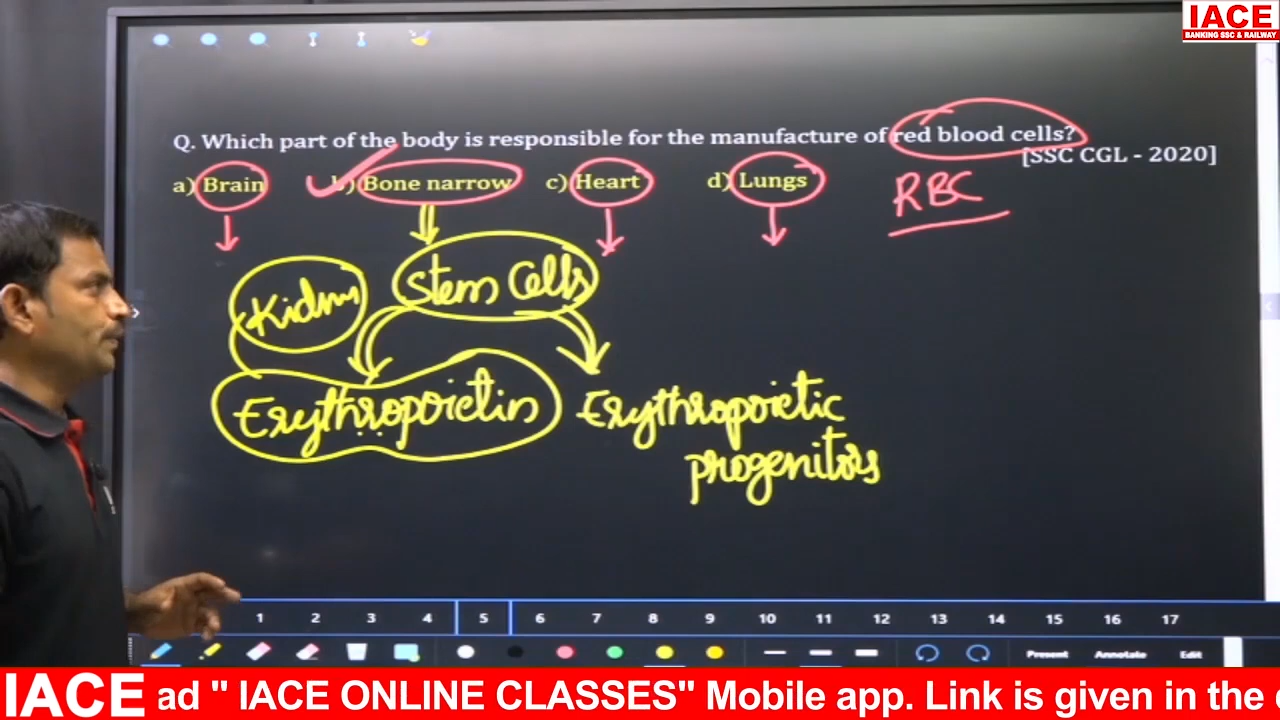 IACE
BANKING SSC & RAILWAY
Q. Which part of the body is responsible for the manufacture of red blood cells?
[SSC CGL - 2020]
a) Brain b) Bone narrow c) Heart d) Lungs
RBC
Stem Cells
Kidny
Erythropoietin Erythropoietic
progenitors
1 2 3 4 5 6 7 8 9 10 11 12 13 14 15 16 17
Present Annotate Edit
IACE ad " IACE ONLINE CLASSES" Mobile app. Link is given in the